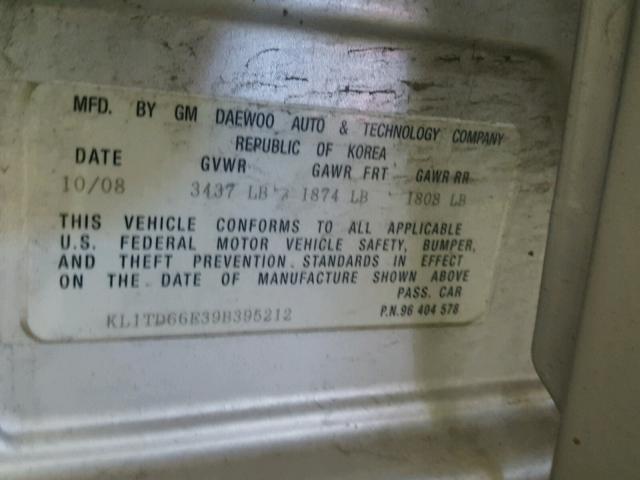 MFD. BY GM DAEWOO AUTO & TECHNOLOGY COMPANY
REPUBLIC OF KOREA
DATE GVWR GAWR FRT GAWR RR
10/08 3437 LB 1874 LB 1808 LB
THIS VEHICLE CONFORMS TO ALL APPLICABLE
U.S. FEDERAL MOTOR VEHICLE SAFETY, BUMPER,
AND THEFT PREVENTION STANDARDS IN EFFECT
ON THE DATE OF MANUFACTURE SHOWN ABOVE
PASS. CAR
KL1TD66E39B395212 P.N.96 404 578